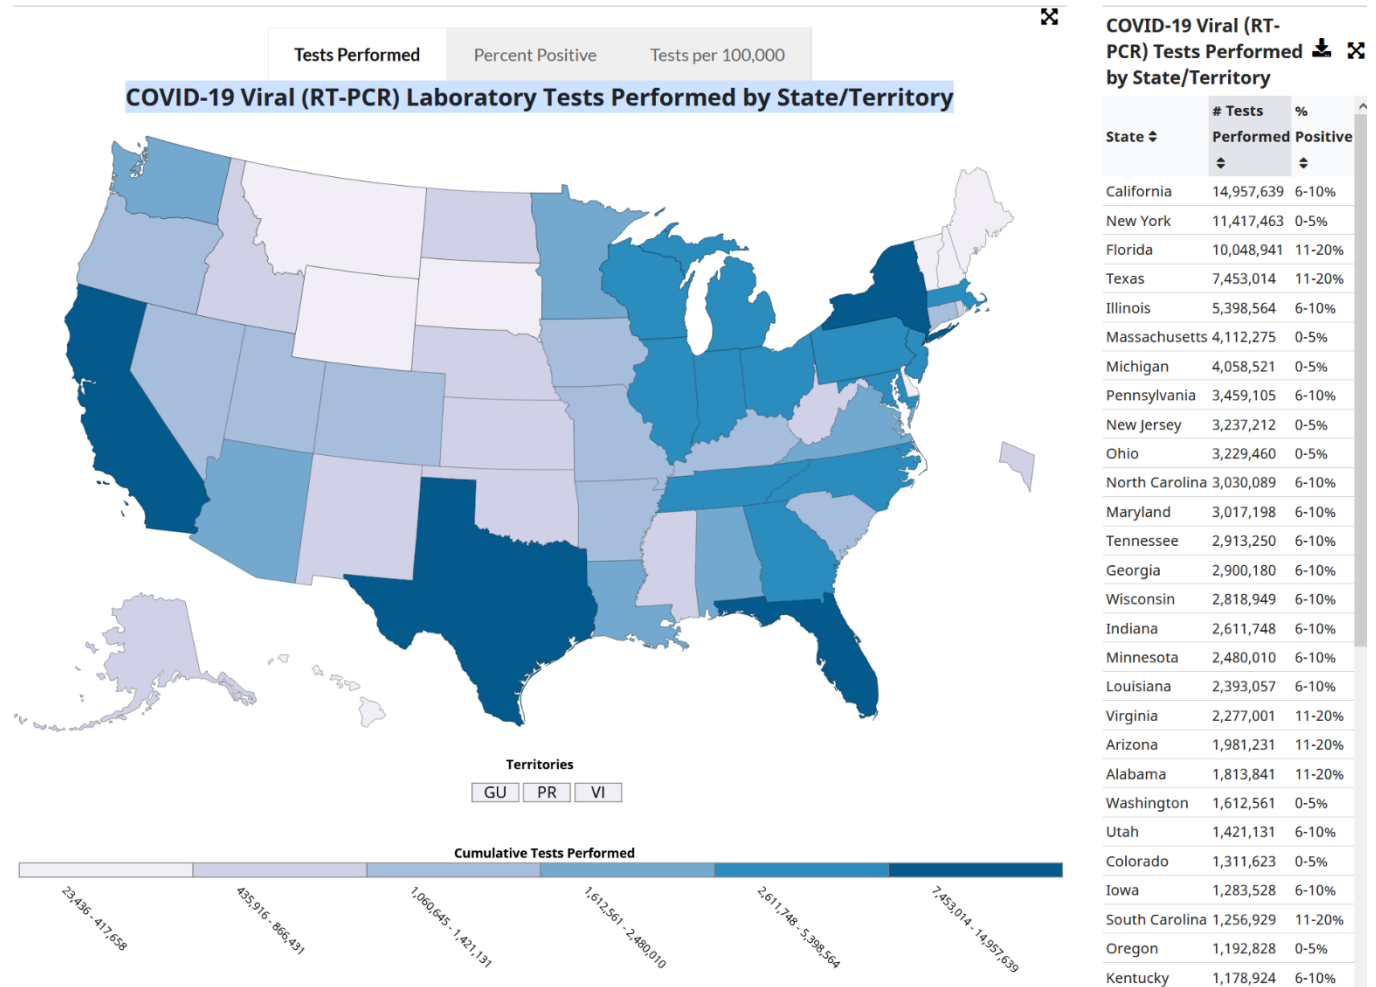 Tests Performed
Percent Positive
Tests per 100,000
COVID-19 Viral (RT-PCR) Laboratory Tests Performed by State/Territory
Territories
GU
PR
VI
Cumulative Tests Performed
23,436 - 417,658
435,916 - 866,431
1,060,645 - 1,421,131
1,612,561 - 2,480,010
2,611,748 - 5,398,564
7,453,014 - 14,957,639
COVID-19 Viral (RT-
PCR) Tests Performed
by State/Territory
State # Tests Performed % Positive
California 14,957,639 6-10%
New York 11,417,463 0-5%
Florida 10,048,941 11-20%
Texas 7,453,014 11-20%
Illinois 5,398,564 6-10%
Massachusetts 4,112,275 0-5%
Michigan 4,058,521 0-5%
Pennsylvania 3,459,105 6-10%
New Jersey 3,237,212 0-5%
Ohio 3,229,460 0-5%
North Carolina 3,030,089 6-10%
Maryland 3,017,198 6-10%
Tennessee 2,913,250 6-10%
Georgia 2,900,180 6-10%
Wisconsin 2,818,949 6-10%
Indiana 2,611,748 6-10%
Minnesota 2,480,010 6-10%
Louisiana 2,393,057 6-10%
Virginia 2,277,001 11-20%
Arizona 1,981,231 11-20%
Alabama 1,813,841 11-20%
Washington 1,612,561 0-5%
Utah 1,421,131 6-10%
Colorado 1,311,623 0-5%
Iowa 1,283,528 6-10%
South Carolina 1,256,929 11-20%
Oregon 1,192,828 0-5%
Kentucky 1,178,924 6-10%